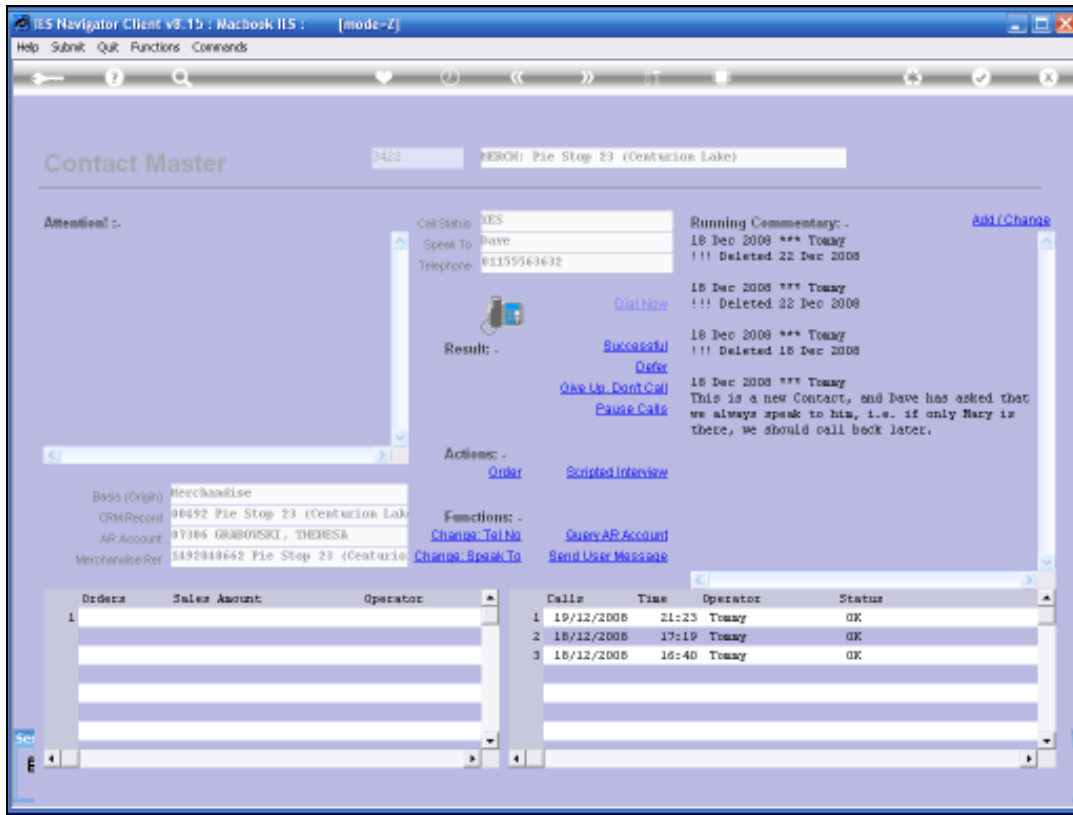 IES Navigator Client v8.1b : Macbook IES : [mode=Z]
Help Submit Quit Functions Commands
Contact Master 3422 MERCH: Pie Stop 23 (Centurion Lake)
Attention! :-
Call Status YES
Speak To Dave
Telephone 01155563632
Dial Now
Result: -
Successful
Defer
Give Up. Don't Call
Pause Calls
Actions: -
Order Scripted Interview
Functions: -
Change: Tel No Query AR Account
Change: Speak To Send User Message
Running Commentary: - Add / Change
18 Dec 2008 *** Tommy
!!! Deleted 22 Dec 2008
18 Dec 2008 *** Tommy
!!! Deleted 22 Dec 2008
18 Dec 2008 *** Tommy
!!! Deleted 18 Dec 2008
18 Dec 2008 *** Tommy
This is a new Contact, and Dave has asked that
we always speak to him, i.e. if only Mary is
there, we should call back later.
Basis (Origin) Merchandise
CRM Record 00492 Pie Stop 23 (Centurion Lak
AR Account 07306 GRABOWSKI, THERESA
Merchandise Ref Pie Stop 23 (Centurio
Orders Sales Amount Operator
1
Calls Time Operator Status
1 19/12/2008 21:23 Tommy OK
2 18/12/2008 17:19 Tommy OK
3 18/12/2008 16:40 Tommy OK